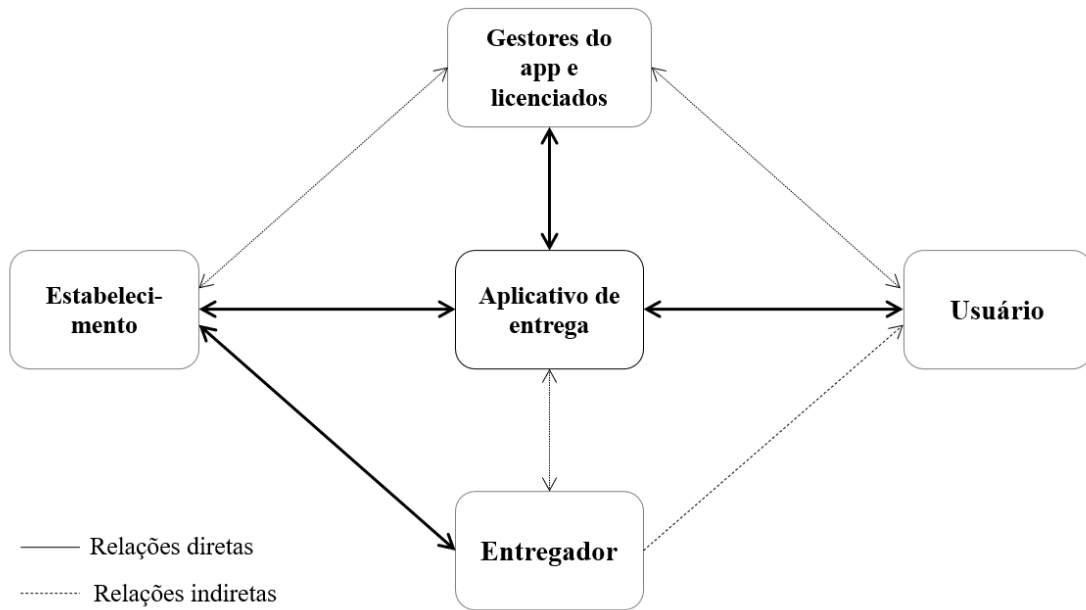 Gestores do
app e
licenciados
Estabeleci-
mento
Aplicativo de
entrega
Usuário
Entregador
Relações diretas
Relações indiretas